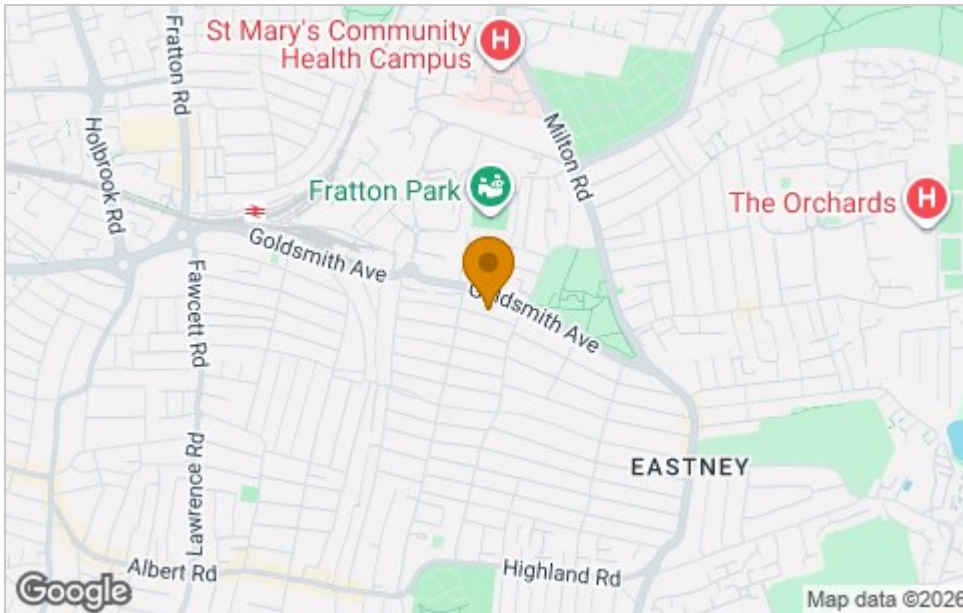 St Mary's Community
Health Campus
H
Fratton Rd
Holbrook Rd
Milton Rd
Fratton Park
The Orchards
H
Goldsmith Ave
Fawcett Rd
Goldsmith Ave
EASTNEY
Lawrence Rd
Albert Rd
Highland Rd
Google
Map data ©2026